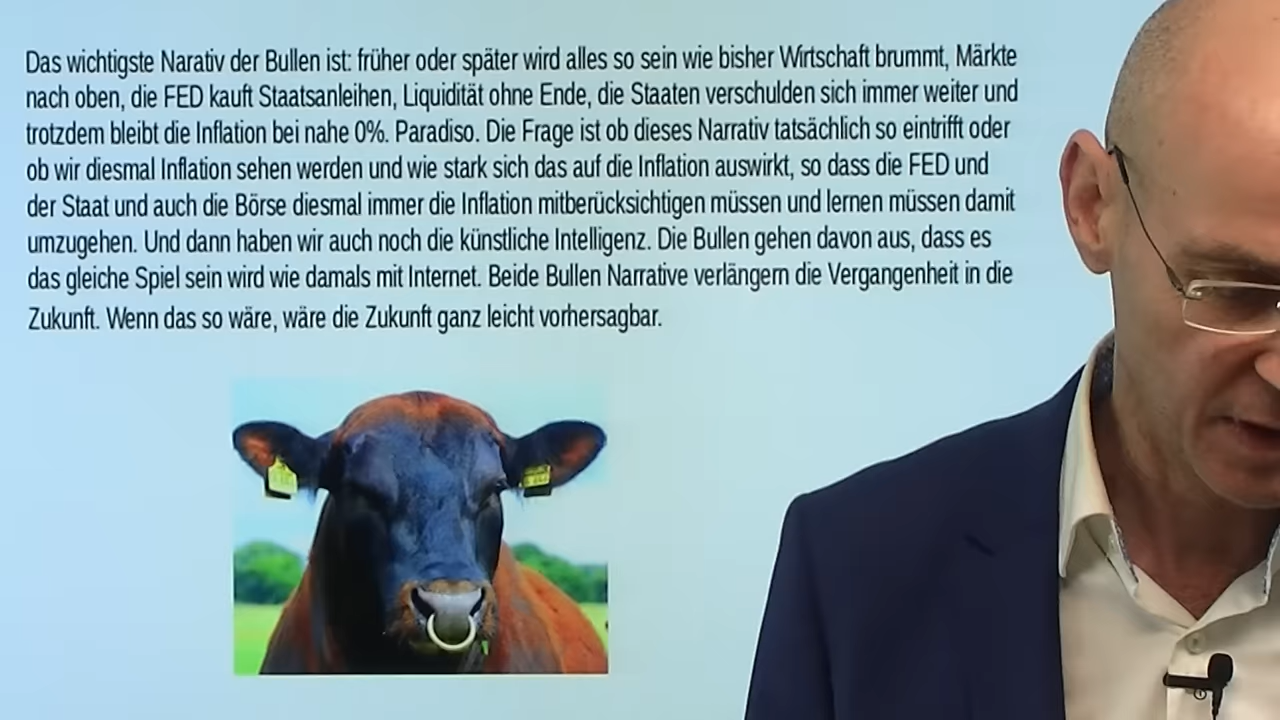 Das wichtigste Narativ der Bullen ist: früher oder später wird alles so sein wie bisher Wirtschaft brummt, Märkte
nach oben, die FED kauft Staatsanleihen, Liquidität ohne Ende, die Staaten verschulden sich immer weiter und
trotzdem bleibt die Inflation bei nahe 0%. Paradiso. Die Frage ist ob dieses Narrativ tatsächlich so eintrifft oder
ob wir diesmal Inflation sehen werden und wie stark sich das auf die Inflation auswirkt, so dass die FED und
der Staat und auch die Börse diesmal immer die Inflation mitberücksichtigen müssen und lernen müssen damit
umzugehen. Und dann haben wir auch noch die künstliche Intelligenz. Die Bullen gehen davon aus, dass es
das gleiche Spiel sein wird wie damals mit Internet. Beide Bullen Narrative verlängern die Vergangenheit in die
Zukunft. Wenn das so wäre, wäre die Zukunft ganz leicht vorhersagbar.